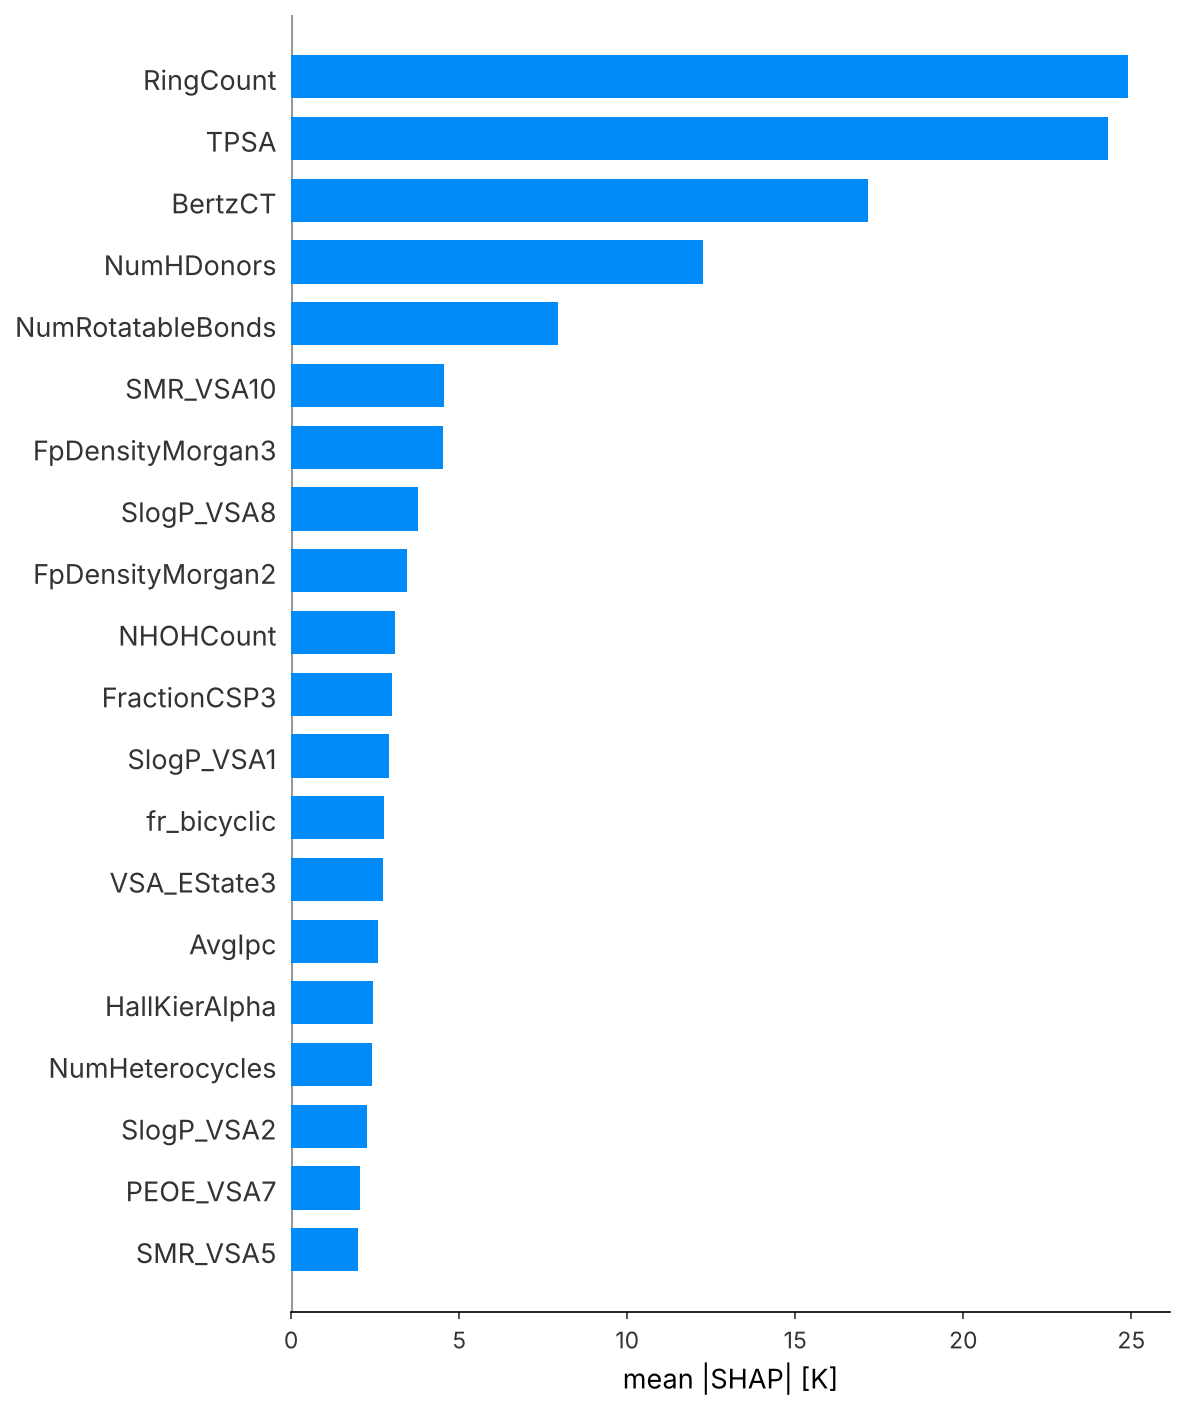 RingCount
TPSA
BertzCT
NumHDonors
NumRotatableBonds
SMR_VSA10
FpDensityMorgan3
SlogP_VSA8
FpDensityMorgan2
NHOHCount
FractionCSP3
SlogP_VSA1
fr_bicyclic
VSA_EState3
AvgIpc
HallKierAlpha
NumHeterocycles
SlogP_VSA2
PEOE_VSA7
SMR_VSA5
0 5 10 15 20 25
mean |SHAP| [K]